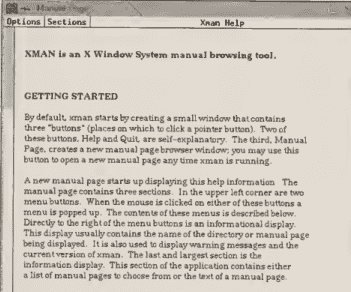 Manual Page
Options Sections Xman Help
XMAN is an X Window System manual browsing tool.
GETTING STARTED
By default, xman starts by creating a small window that contains
three "buttons" (places on which to click a pointer button). Two of
these buttons, Help and Quit, are self-explanatory. The third, Manual
Page, creates a new manual page browser window; you may use this
button to open a new manual page any time xman is running.
A new manual page starts up displaying this help information The
manual page contains three sections. In the upper left corner are two
menu buttons. When the mouse is clicked on either of these buttons a
menu is popped up. The contents of these menus is described below.
Directly to the right of the menu buttons is an informational display.
This display usually contains the name of the directory or manual page
being displayed. It is also used to display warning messages and the
current version of xman. The last and largest section is the
information display. This section of the application contains either
a list of manual pages to choose from or the text of a manual page.